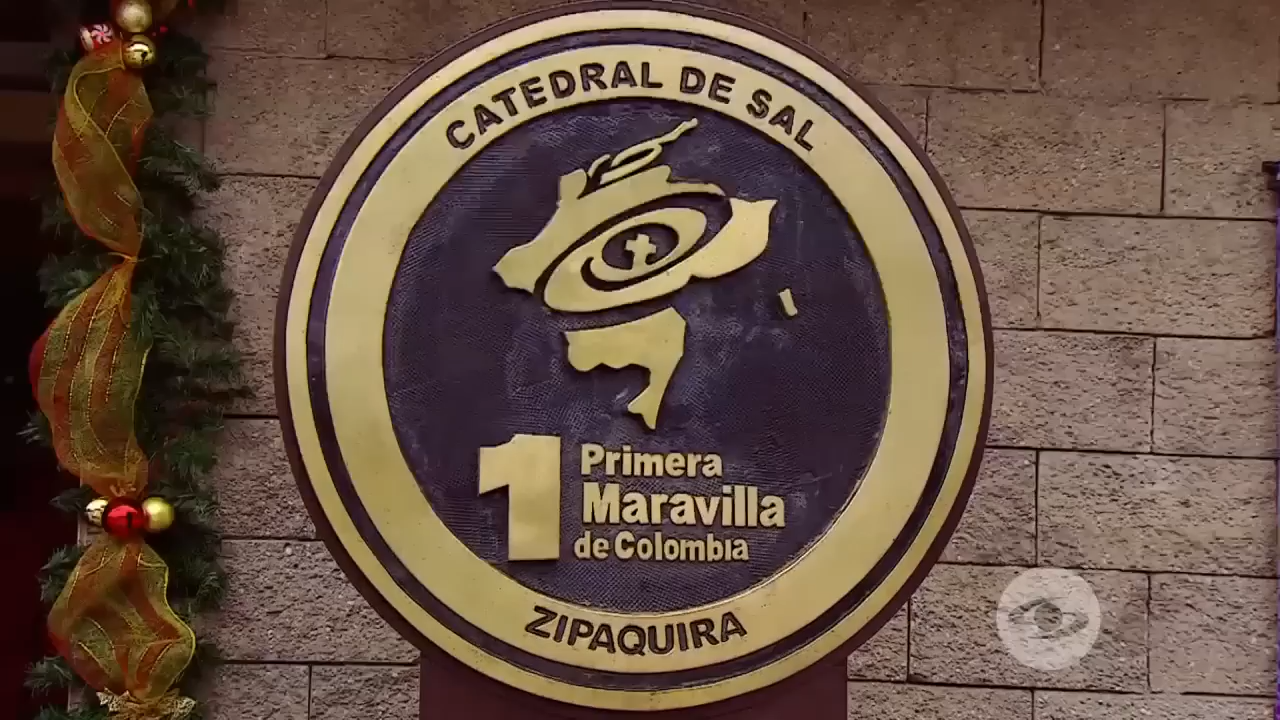 CATEDRAL DE SAL
1
Primera
Maravilla
de Colombia
ZIPAQUIRA